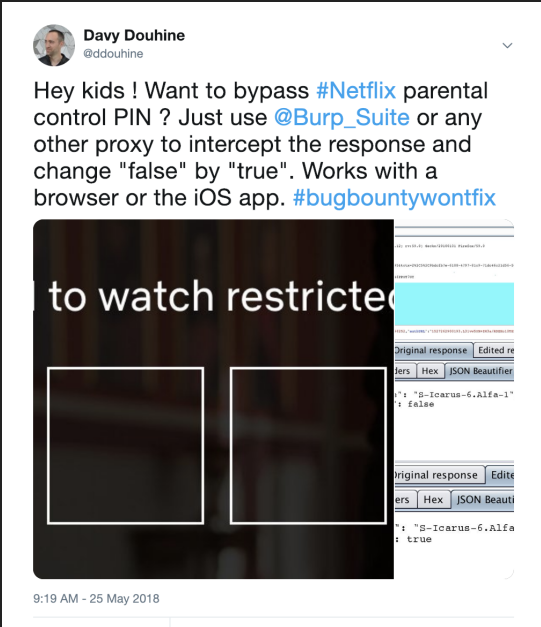 Davy Douhine
@ddouhine
Hey kids ! Want to bypass #Netflix parental
control PIN ? Just use @Burp_Suite or any
other proxy to intercept the response and
change "false" by "true". Works with a
browser or the iOS app. #bugbountywontfix
to watch restricted
Original response Edited re
ders Hex JSON Beautifier
": "S-Icarus-6.Alfa-1"
": false
Original response Edite
ers Hex JSON Beauti
": "S-Icarus-6.Alfa
: true
9:19 AM - 25 May 2018